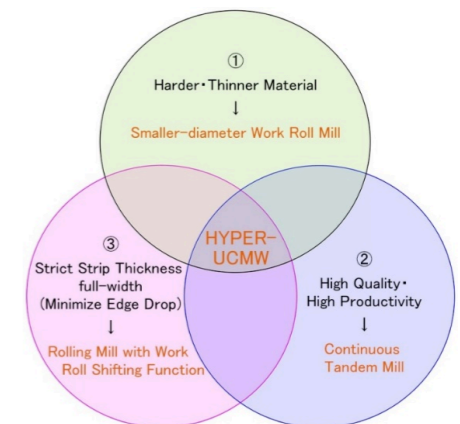 ①
Harder・Thinner Material
↓
Smaller-diameter Work Roll Mill
HYPER-
UCMW
③
Strict Strip Thickness
full-width
(Minimize Edge Drop)
↓
Rolling Mill with Work
Roll Shifting Function
②
High Quality・
High Productivity
↓
Continuous
Tandem Mill